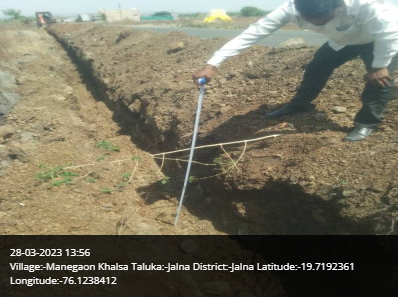 28-03-2023 13:56
Village:-Manegaon Khalsa Taluka:-Jalna District:-Jalna Latitude:-19.7192361
Longitude:-76.1238412